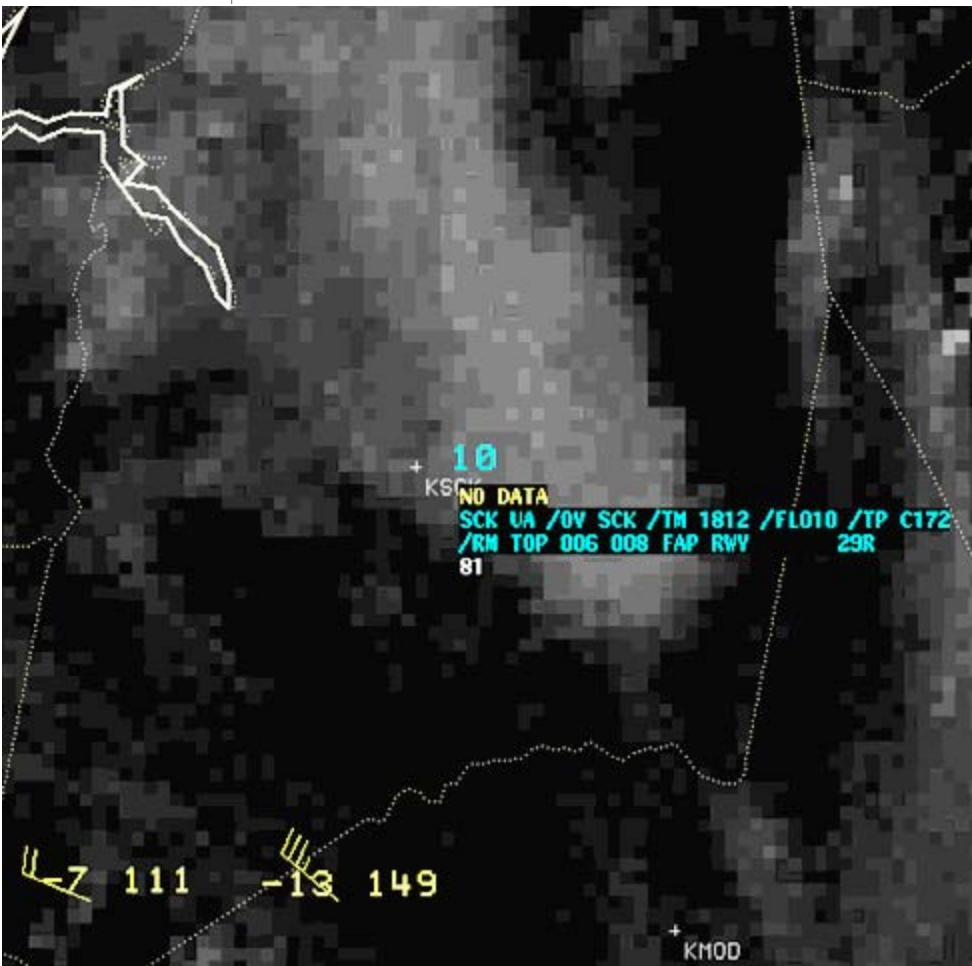 10
KSCK
NO DATA
SCK UA /OV SCK /TM 1812 /FL010 /TP C172
/RM TOP 006 008 FAP RWY 29R
81
-7 111 -13 149
KMOD